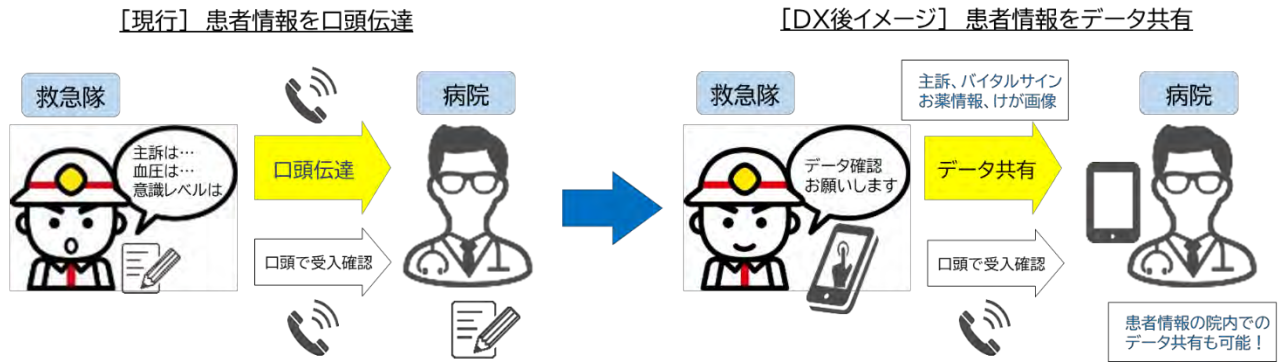 [現行] 患者情報を口頭伝達
救急隊
病院
主訴は…
血圧は…
意識レベルは
口頭伝達
口頭で受入確認
[DX後イメージ] 患者情報をデータ共有
救急隊
主訴、バイタルサイン
お薬情報、けが画像
病院
データ確認
お願いします
データ共有
口頭で受入確認
患者情報の院内での
データ共有も可能！